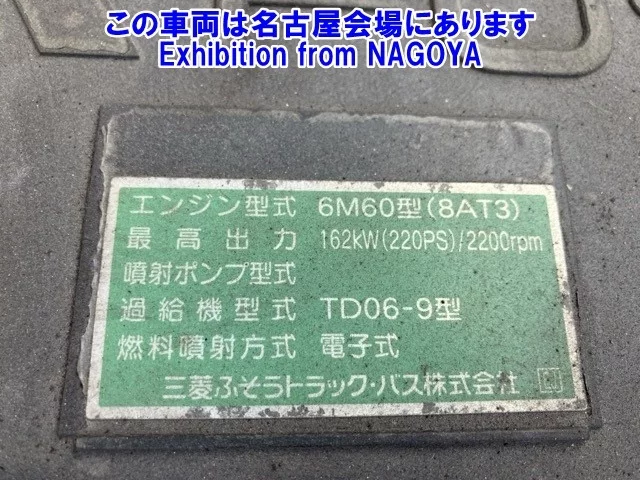 この車両は名古屋会場にあります
Exhibition from NAGOYA
エンジン型式 6M60型(8AT3)
最高出力 162kW(220PS)/2200rpm
噴射ポンプ型式
過給機型式 TD06-9型
燃料噴射方式 電子式
三菱ふそうトラック・バス株式会社